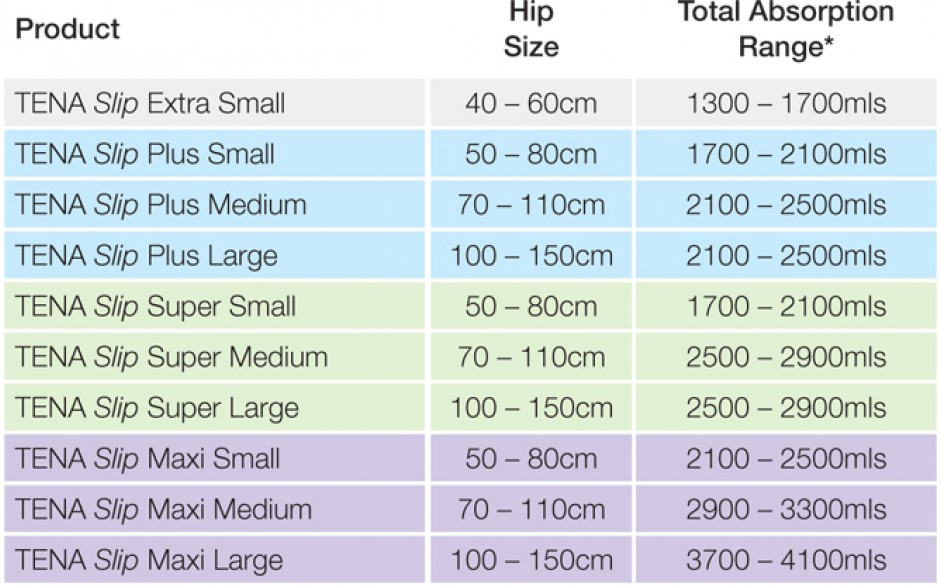 Product Hip Size Total Absorption Range*
TENA Slip Extra Small 40 – 60cm 1300 – 1700mls
TENA Slip Plus Small 50 – 80cm 1700 – 2100mls
TENA Slip Plus Medium 70 – 110cm 2100 – 2500mls
TENA Slip Plus Large 100 – 150cm 2100 – 2500mls
TENA Slip Super Small 50 – 80cm 1700 – 2100mls
TENA Slip Super Medium 70 – 110cm 2500 – 2900mls
TENA Slip Super Large 100 – 150cm 2500 – 2900mls
TENA Slip Maxi Small 50 – 80cm 2100 – 2500mls
TENA Slip Maxi Medium 70 – 110cm 2900 – 3300mls
TENA Slip Maxi Large 100 – 150cm 3700 – 4100mls